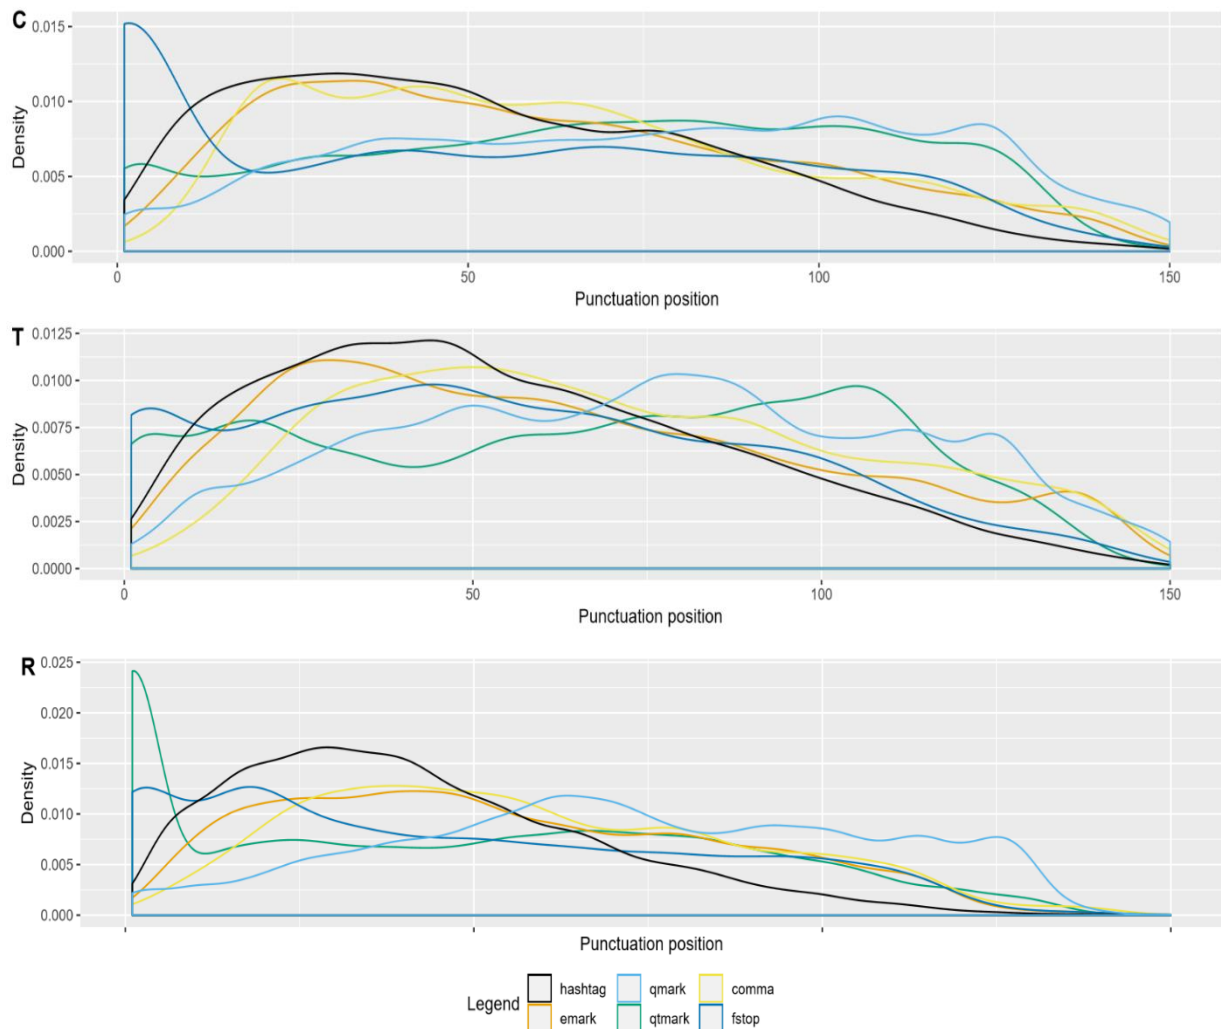 C
0.015
0.010
0.005
0.000
Density
0 50 100 150
Punctuation position
T
0.0125
0.0100
0.0075
0.0050
0.0025
0.0000
Density
0 50 100 150
Punctuation position
R
0.025
0.020
0.015
0.010
0.005
0.000
Density
Punctuation position
Legend
hashtag qmark comma
emark qtmark fstop